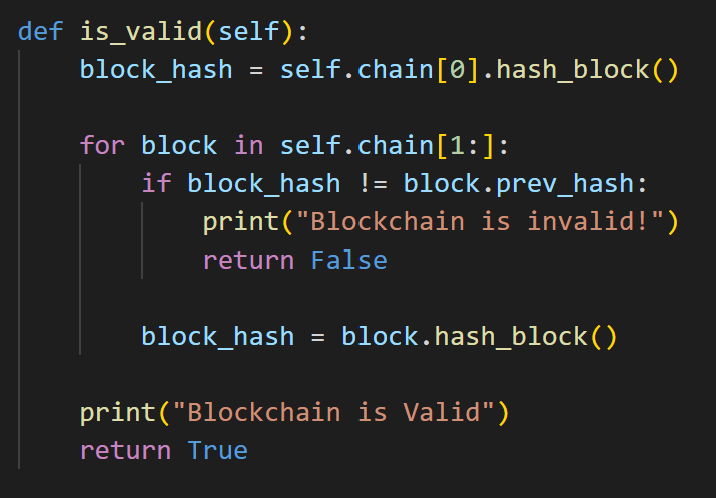 def is_valid(self):
    block_hash = self.chain[0].hash_block()
    for block in self.chain[1:]:
        if block_hash != block.prev_hash:
            print("Blockchain is invalid!")
            return False
        block_hash = block.hash_block()
    print("Blockchain is Valid")
    return True